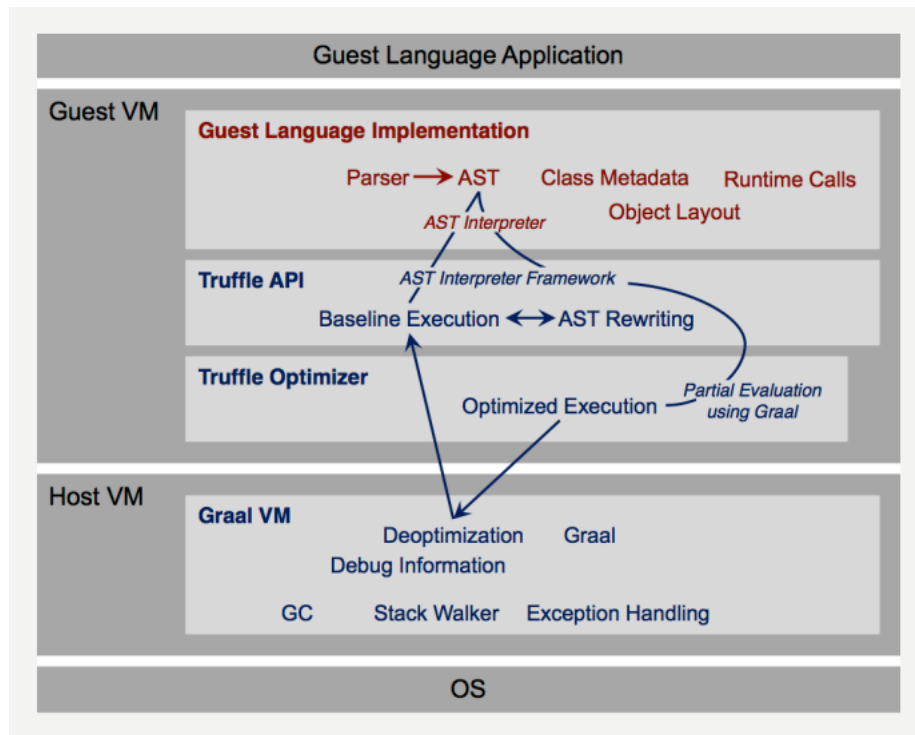 Guest Language Application
Guest VM
Guest Language Implementation
Parser AST Class Metadata Runtime Calls
Object Layout
AST Interpreter
Truffle API
AST Interpreter Framework
Baseline Execution AST Rewriting
Truffle Optimizer
Optimized Execution
Partial Evaluation
using Graal
Host VM
Graal VM
Deoptimization Graal
Debug Information
GC Stack Walker Exception Handling
OS